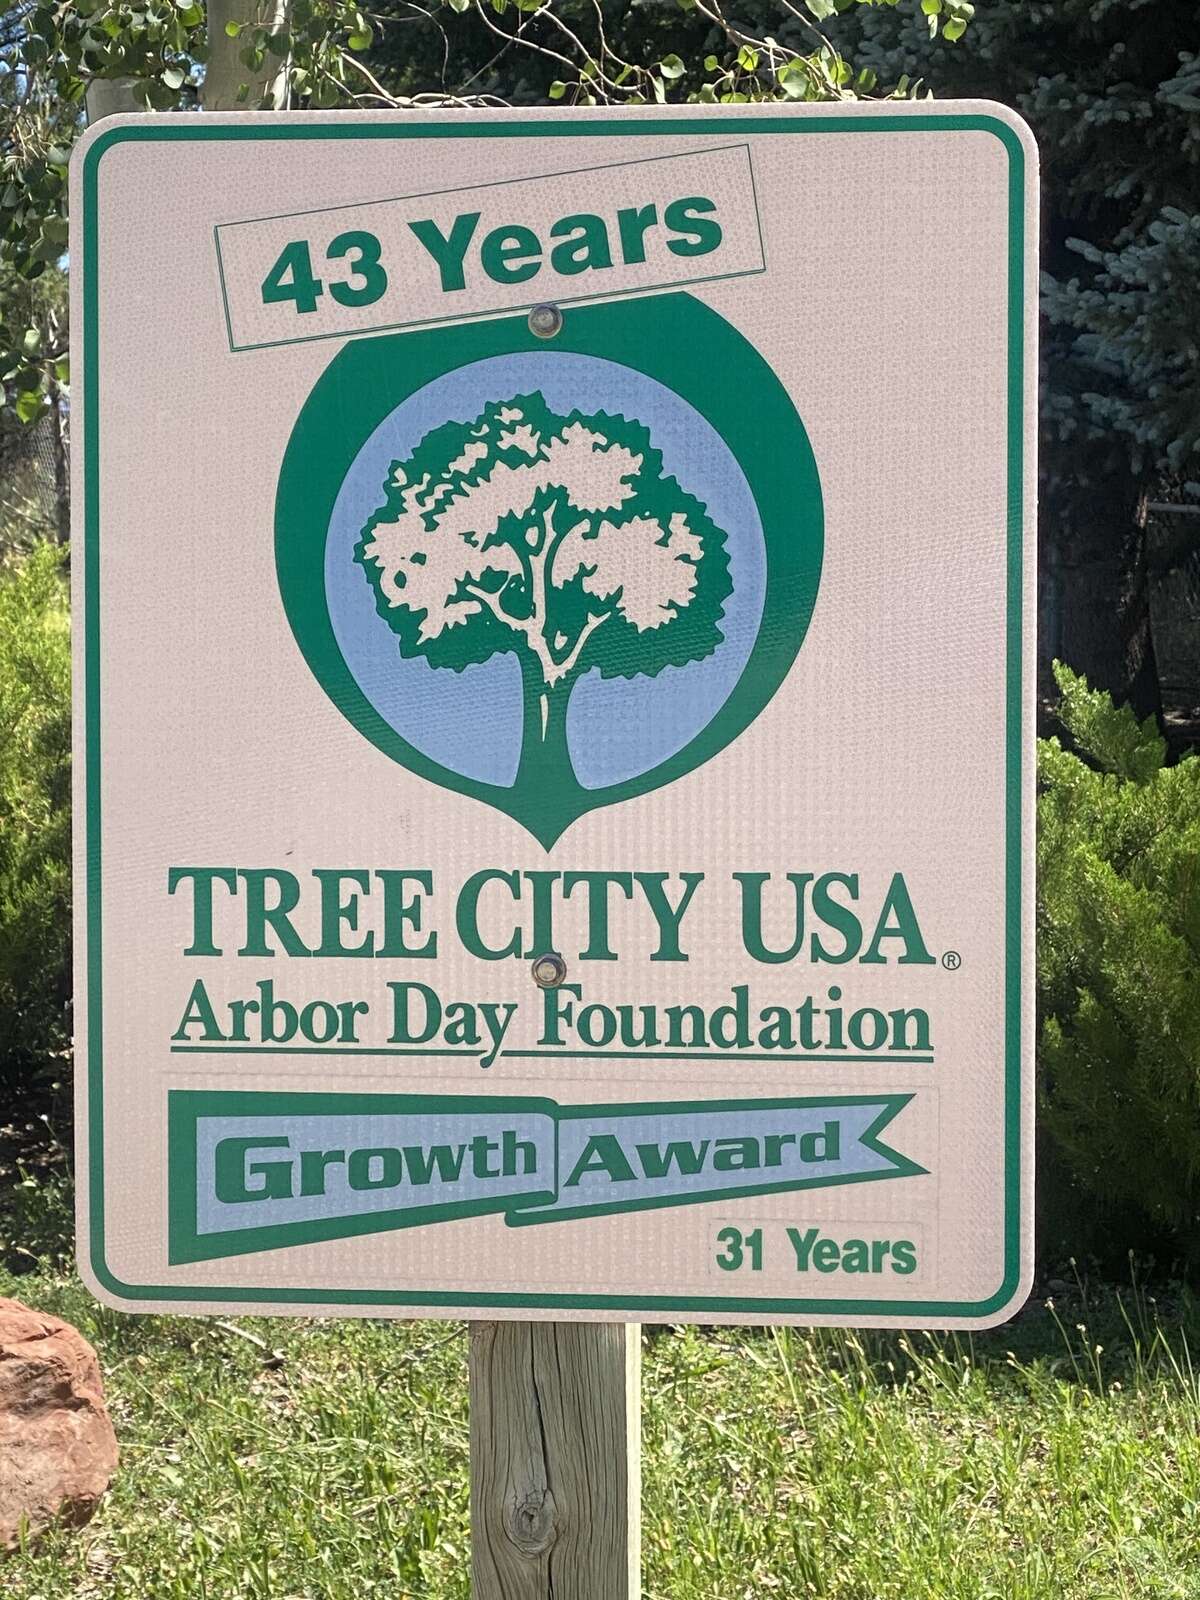 43 Years
TREE CITY USA®
Arbor Day Foundation
Growth Award
31 Years